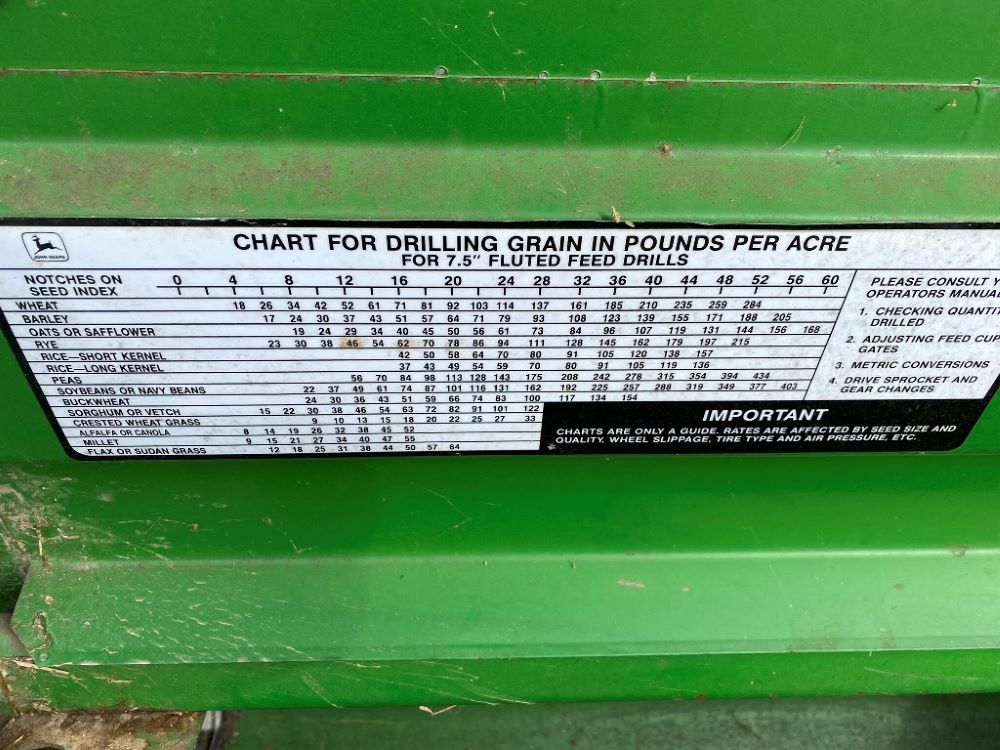 JOHN DEERE
CHART FOR DRILLING GRAIN IN POUNDS PER ACRE
FOR 7.5" FLUTED FEED DRILLS
NOTCHES ON SEED INDEX 0 4 8 12 16 20 24 28 32 36 40 44 48 52 56 60
WHEAT 18 26 34 42 52 61 71 81 92 103 114 137 161 185 210 235 259 284
BARLEY 17 24 30 37 43 51 57 64 71 79 93 108 123 139 155 171 188 205
OATS OR SAFFLOWER 19 24 29 34 40 45 50 56 61 73 84 96 107 119 131 144 156 168
RYE 23 30 38 46 54 62 70 78 86 94 111 128 145 162 179 197 215
RICE-SHORT KERNEL 42 50 58 64 70 80 91 105 120 138 157
RICE-LONG KERNEL 37 43 49 54 59 70 80 91 105 119 136
PEAS 56 70 84 98 113 128 143 175 208 242 278 315 354 394 434
SOYBEANS OR NAVY BEANS 22 37 49 61 74 87 101 116 131 162 192 225 257 288 319 349 377 403
BUCKWHEAT 24 30 36 43 51 59 66 74 83 100 117 134 154
SORGHUM OR VETCH 15 22 30 38 46 54 63 72 82 91 101 122
CRESTED WHEAT GRASS 9 10 13 15 18 20 22 25 27 33
ALFALFA OR CANOLA 8 14 19 26 32 38 45 52
MILLET 9 15 21 27 34 40 47 55
FLAX OR SUDAN GRASS 12 18 25 31 38 44 50 57 64
PLEASE CONSULT Y
OPERATORS MANUA
1. CHECKING QUANTI
DRILLED
2. ADJUSTING FEED CUP
GATES
3. METRIC CONVERSIONS
4. DRIVE SPROCKET AND
GEAR CHANGES
IMPORTANT
CHARTS ARE ONLY A GUIDE. RATES ARE AFFECTED BY SEED SIZE AND
QUALITY, WHEEL SLIPPAGE, TIRE TYPE AND AIR PRESSURE, ETC.